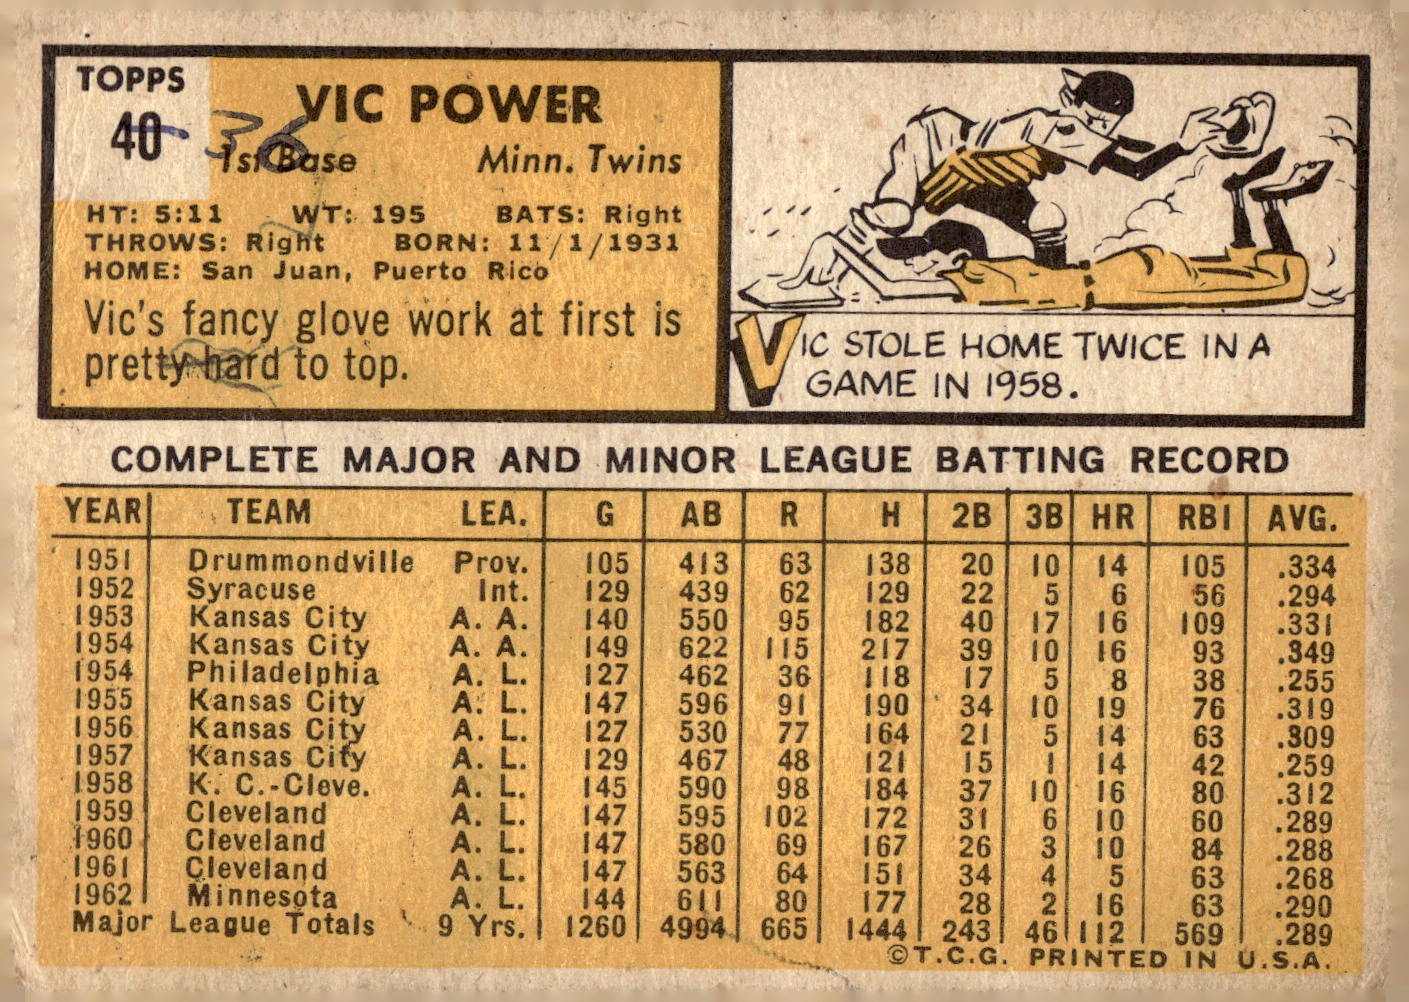 TOPPS
40 36
VIC POWER
1st Base Minn. Twins
HT: 5:11 WT: 195 BATS: Right
THROWS: Right BORN: 11/1/1931
HOME: San Juan, Puerto Rico
Vic's fancy glove work at first is
pretty hard to top.
VIC STOLE HOME TWICE IN A
GAME IN 1958.
COMPLETE MAJOR AND MINOR LEAGUE BATTING RECORD
YEAR TEAM LEA. G AB R H 2B 3B HR RBI AVG.
1951 Drummondville Prov. 105 413 63 138 20 10 14 105 .334
1952 Syracuse Int. 129 439 62 129 22 5 6 56 .294
1953 Kansas City A. A. 140 550 95 182 40 17 16 109 .331
1954 Kansas City A. A. 149 622 115 217 39 10 16 93 .349
1954 Philadelphia A. L. 127 462 36 118 17 5 8 38 .255
1955 Kansas City A. L. 147 596 91 190 34 10 19 76 .319
1956 Kansas City A. L. 127 530 77 164 21 5 14 63 .309
1957 Kansas City A. L. 129 467 48 121 15 1 14 42 .259
1958 K. C.-Cleve. A. L. 145 590 98 184 37 10 16 80 .312
1959 Cleveland A. L. 147 595 102 172 31 6 10 60 .289
1960 Cleveland A. L. 147 580 69 167 26 3 10 84 .288
1961 Cleveland A. L. 147 563 64 151 34 4 5 63 .268
1962 Minnesota A. L. 144 611 80 177 28 2 16 63 .290
Major League Totals 9 Yrs. 1260 4994 665 1444 243 46 112 569 .289
©T.C.G. PRINTED IN U.S.A.